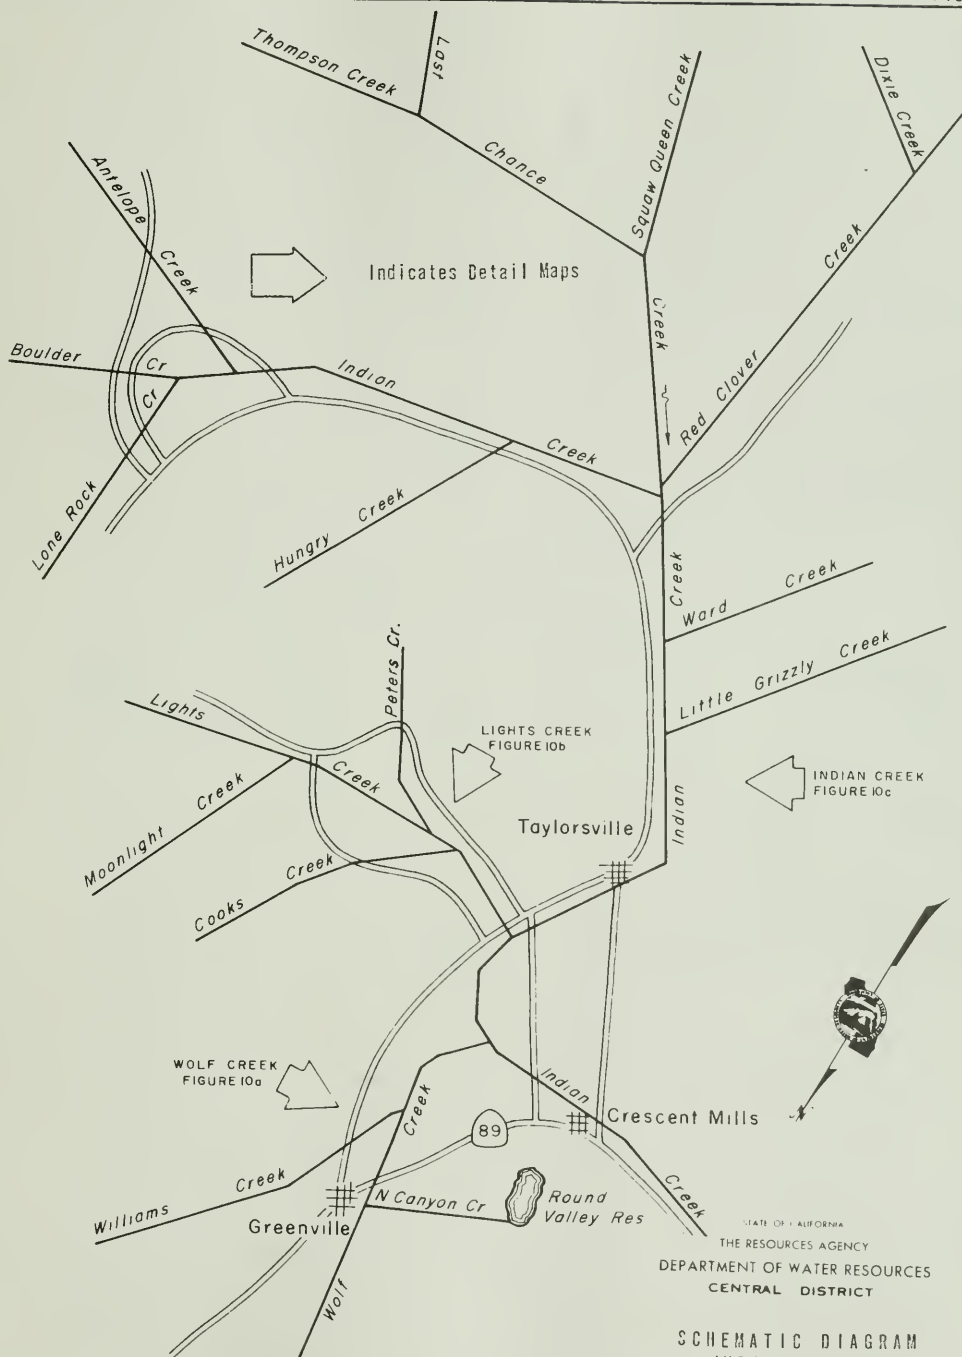 Thompson Creek
Last
Chance
Squaw Queen Creek
Dixie Creek
Antelope
Creek
Indicates Detail Maps
Creek
Creek
Boulder
Cr
Indian
Red Clover
Cr
Creek
Lone Rock
Hungry Creek
Creek
Ward Creek
Peters Cr.
Little Grizzly Creek
Lights
LIGHTS CREEK
FIGURE 10b
Creek
INDIAN CREEK
FIGURE 10c
Indian
Moonlight Creek
Taylorsville
Cooks Creek
WOLF CREEK
FIGURE 10a
Creek
Indian
Crescent Mills
89
Williams Creek
N Canyon Cr
Round
Valley Res
Creek
Greenville
Wolf
STATE OF CALIFORNIA
THE RESOURCES AGENCY
DEPARTMENT OF WATER RESOURCES
CENTRAL DISTRICT
SCHEMATIC DIAGRAM